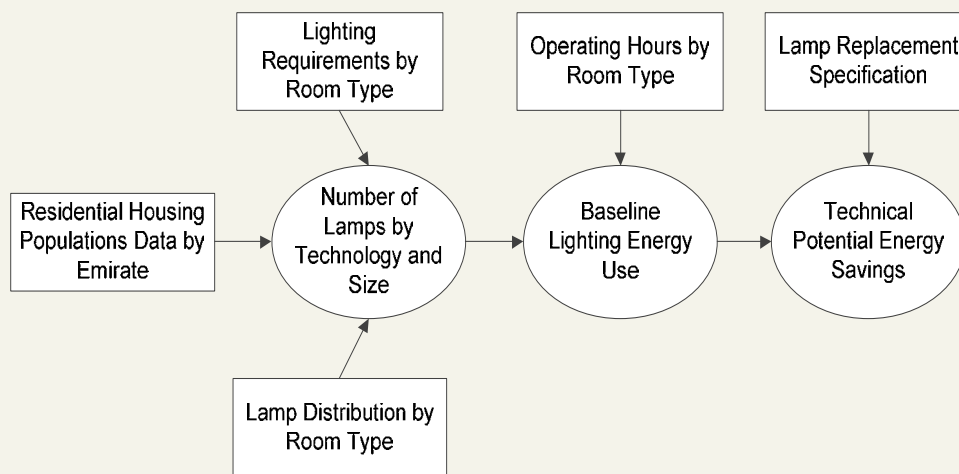 Lighting
Requirements by
Room Type
Operating Hours by
Room Type
Lamp Replacement
Specification
Residential Housing
Populations Data by
Emirate
Number of
Lamps by
Technology and
Size
Baseline
Lighting Energy
Use
Technical
Potential Energy
Savings
Lamp Distribution by
Room Type